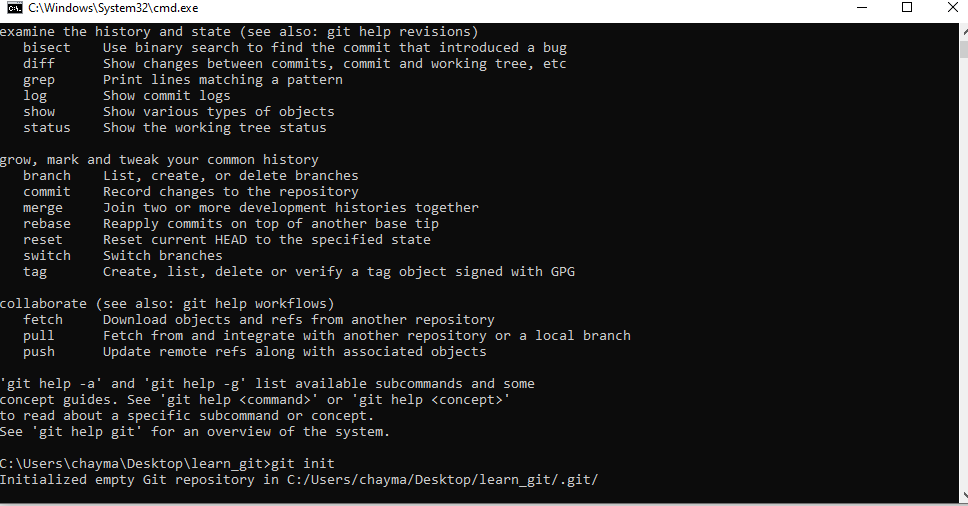 C:\Windows\System32\cmd.exe
examine the history and state (see also: git help revisions)
   bisect    Use binary search to find the commit that introduced a bug
   diff      Show changes between commits, commit and working tree, etc
   grep      Print lines matching a pattern
   log       Show commit logs
   show      Show various types of objects
   status    Show the working tree status

grow, mark and tweak your common history
   branch    List, create, or delete branches
   commit    Record changes to the repository
   merge     Join two or more development histories together
   rebase    Reapply commits on top of another base tip
   reset     Reset current HEAD to the specified state
   switch    Switch branches
   tag       Create, list, delete or verify a tag object signed with GPG

collaborate (see also: git help workflows)
   fetch     Download objects and refs from another repository
   pull      Fetch from and integrate with another repository or a local branch
   push      Update remote refs along with associated objects

'git help -a' and 'git help -g' list available subcommands and some
concept guides. See 'git help <command>' or 'git help <concept>'
to read about a specific subcommand or concept.
See 'git help git' for an overview of the system.

C:\Users\chayma\Desktop\learn_git>git init
Initialized empty Git repository in C:/Users/chayma/Desktop/learn_git/.git/